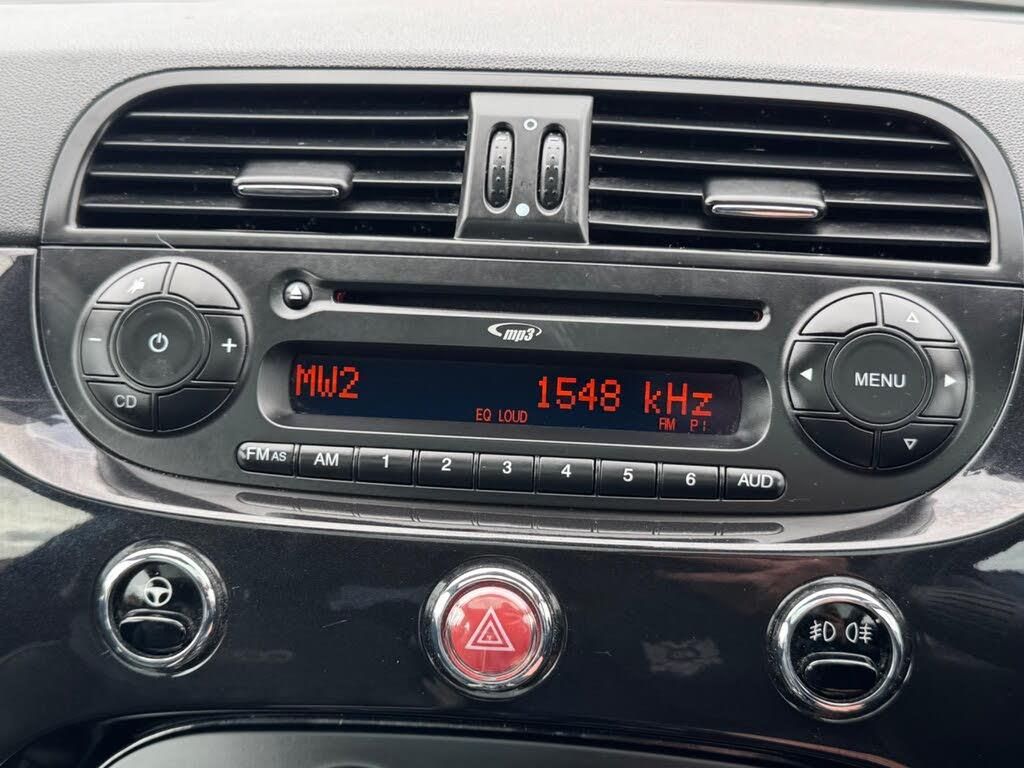 mp3
MW2 1548 kHz
EQ LOUD FM PI
− +
CD
MENU
FM AS AM 1 2 3 4 5 6 AUD